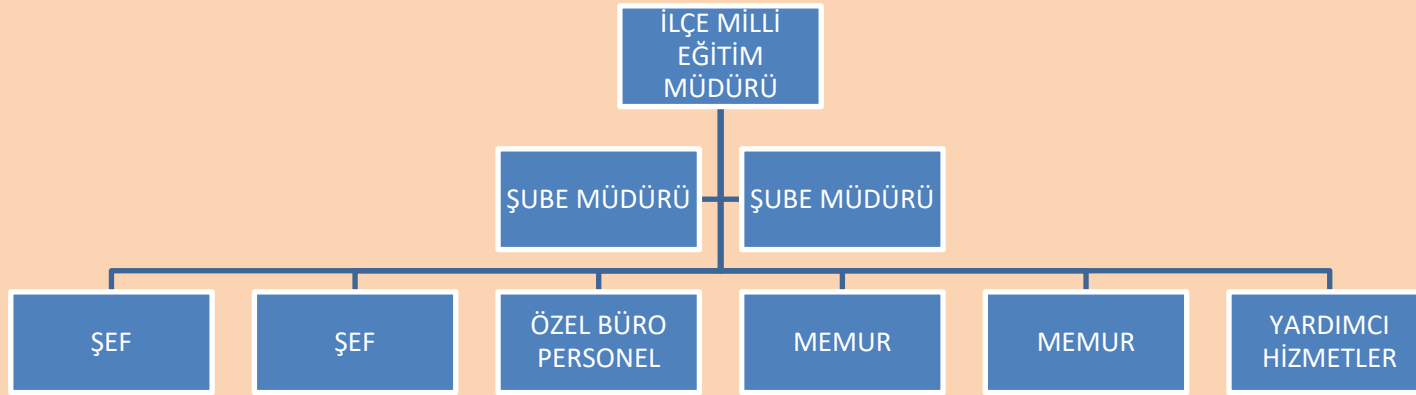 İLÇE MİLLİ
EĞİTİM
MÜDÜRÜ
ŞUBE MÜDÜRÜ
ŞUBE MÜDÜRÜ
ŞEF
ŞEF
ÖZEL BÜRO
PERSONEL
MEMUR
MEMUR
YARDIMCI
HİZMETLER